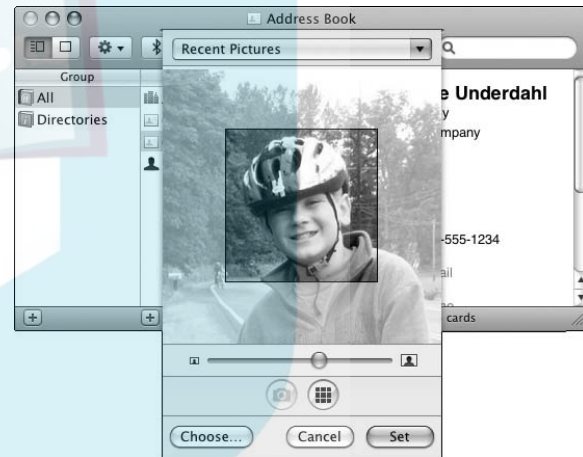 Address Book
Recent Pictures
Group
All
Directories
e Underdahl
y
mpany
-555-1234
ail
cards
Choose...
Cancel
Set